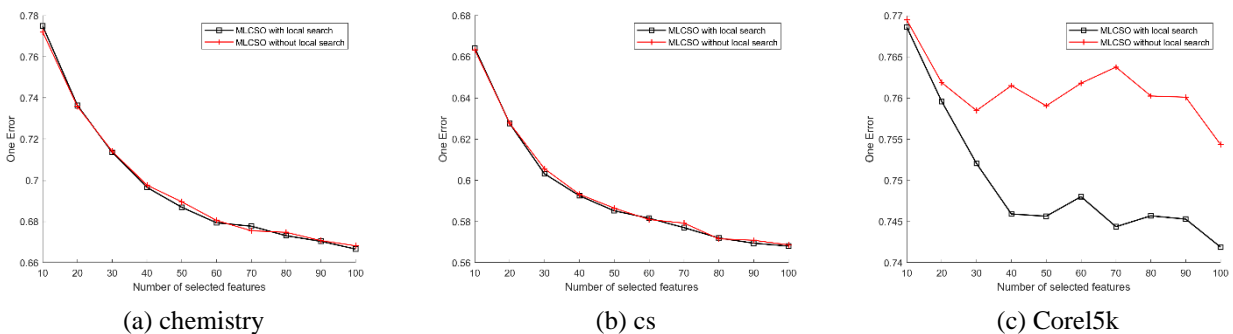 0.78
0.76
0.74
0.72
0.7
0.68
0.66
One Error
10 20 30 40 50 60 70 80 90 100
Number of selected features
MLCSO with local search
MLCSO without local search
(a) chemistry
0.68
0.66
0.64
0.62
0.6
0.58
0.56
One Error
10 20 30 40 50 60 70 80 90 100
Number of selected features
MLCSO with local search
MLCSO without local search
(b) cs
0.77
0.765
0.76
0.755
0.75
0.745
0.74
One Error
10 20 30 40 50 60 70 80 90 100
Number of selected features
MLCSO with local search
MLCSO without local search
(c) Corel5k